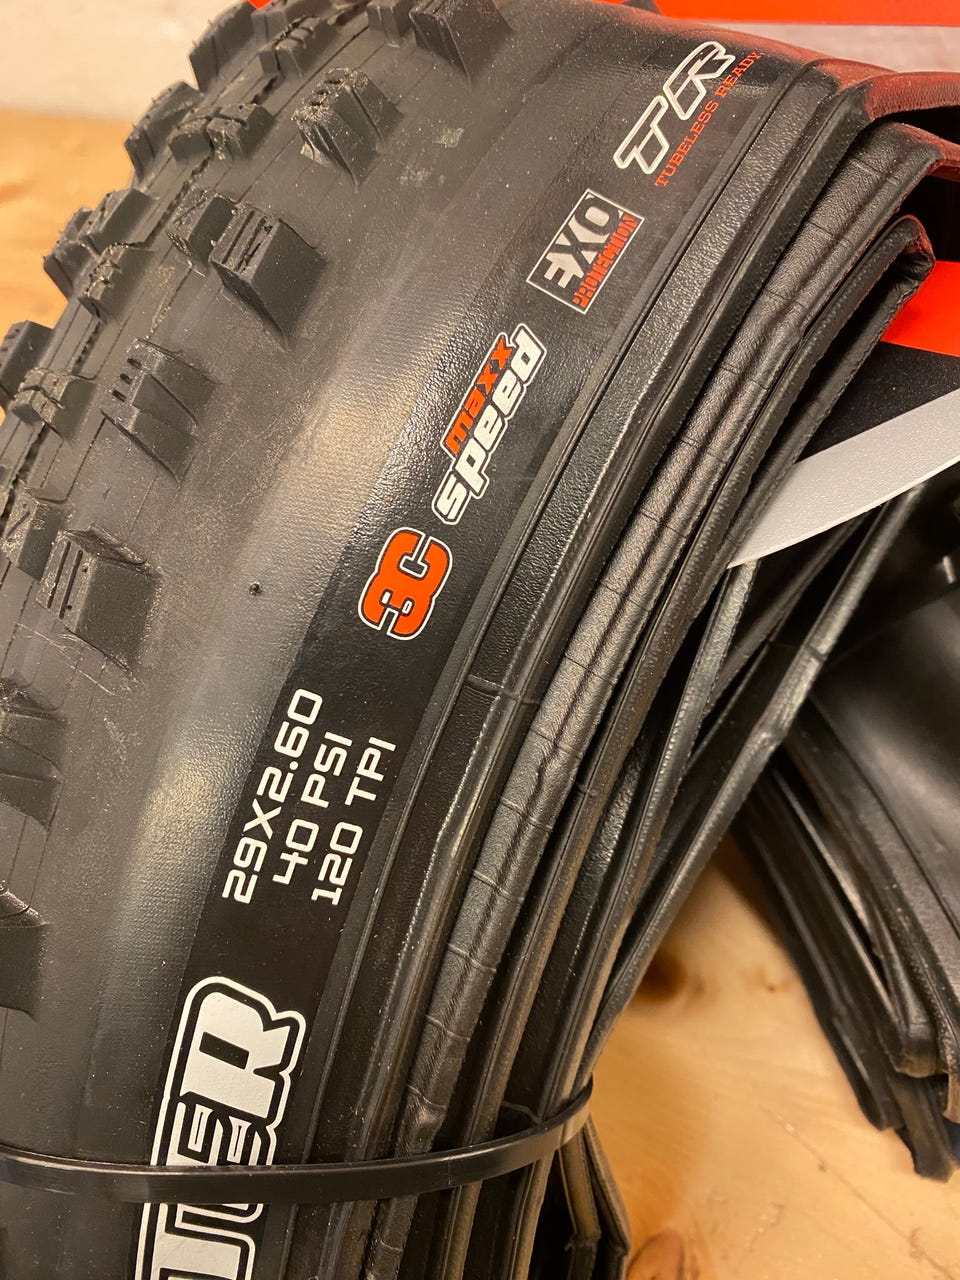 TR
TUBELESS READY
EXO
PROTECTION
maxx
speed
3C
29X2.60
40 PSI
120 TPI